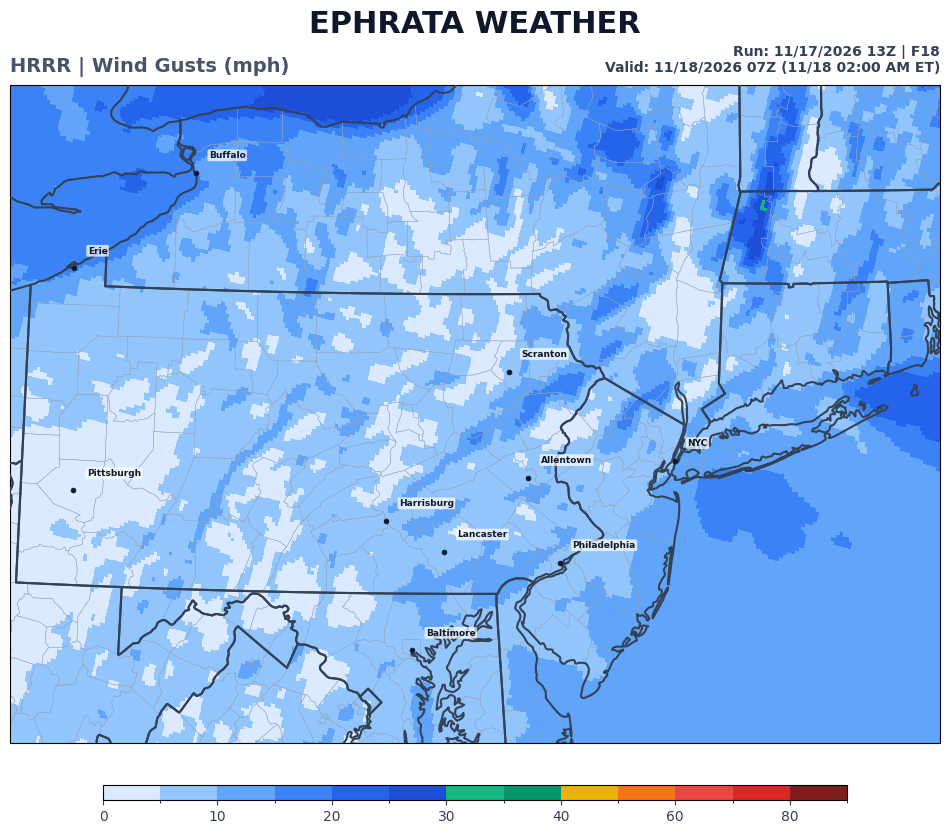 EPHRATA WEATHER
HRRR | Wind Gusts (mph)
Run: 11/17/2026 13Z | F18
Valid: 11/18/2026 07Z (11/18 02:00 AM ET)
Buffalo
Erie
Scranton
NYC
Allentown
Pittsburgh
Harrisburg
Lancaster
Philadelphia
Baltimore
0 10 20 30 40 50 60 70 80